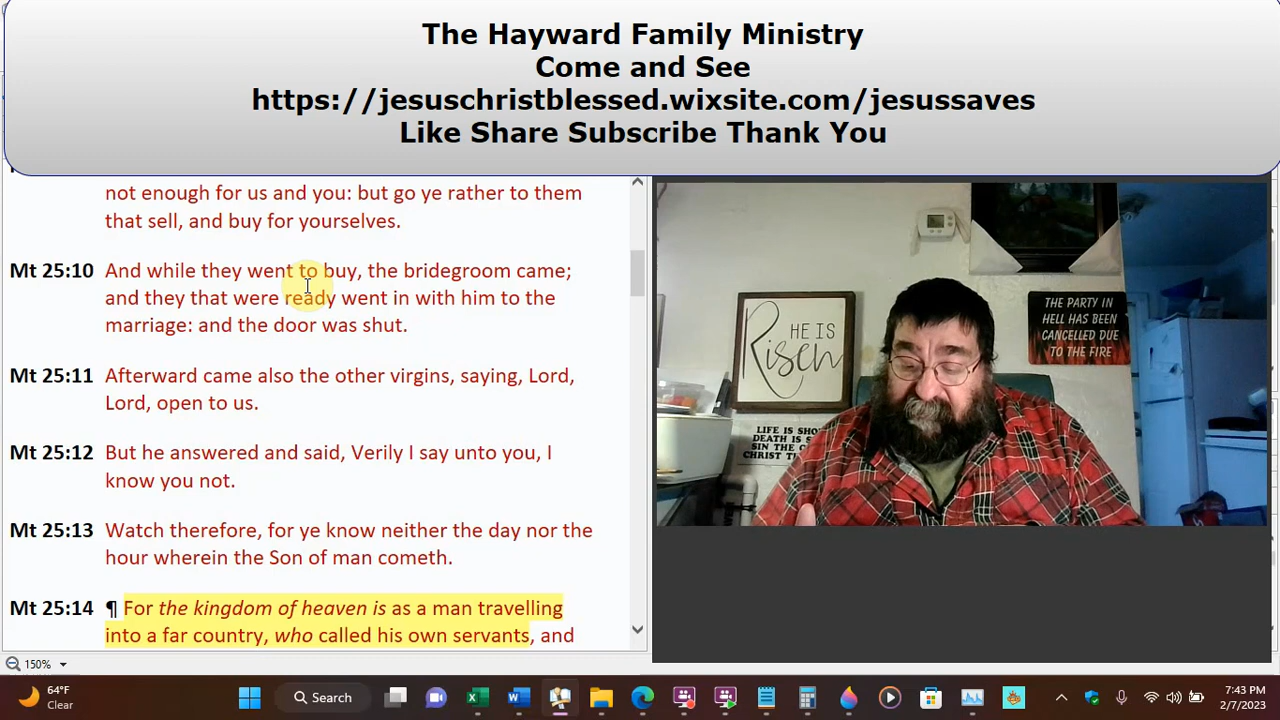 The Hayward Family Ministry
Come and See
https://jesuschristblessed.wixsite.com/jesussaves
Like Share Subscribe Thank You
not enough for us and you: but go ye rather to them
that sell, and buy for yourselves.
Mt 25:10 And while they went to buy, the bridegroom came;
and they that were ready went in with him to the
marriage: and the door was shut.
Mt 25:11 Afterward came also the other virgins, saying, Lord,
Lord, open to us.
Mt 25:12 But he answered and said, Verily I say unto you, I
know you not.
Mt 25:13 Watch therefore, for ye know neither the day nor the
hour wherein the Son of man cometh.
Mt 25:14 ¶ For the kingdom of heaven is as a man travelling
into a far country, who called his own servants, and
150%
HE IS
Risen
THE PARTY IN
HELL HAS BEEN
CANCELLED DUE
TO THE FIRE
LIFE IS SHO
DEATH IS S
SIN THE C
CHRIST TH
64°F
Clear
Search
7:43 PM
2/7/2023